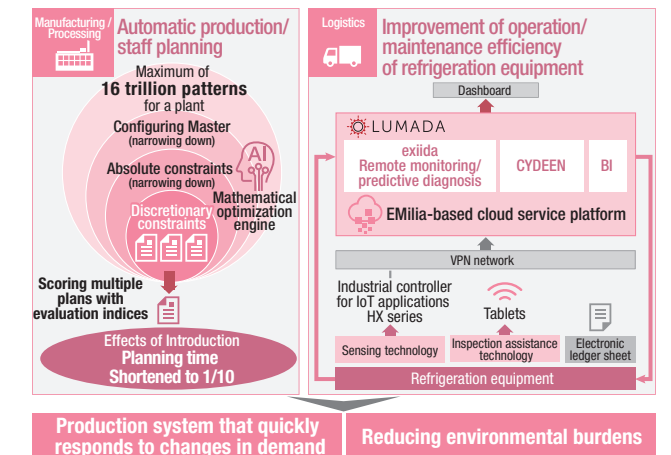 Manufacturing /
Processing
Automatic production/
staff planning
Maximum of
16 trillion patterns
for a plant
Configuring Master
(narrowing down)
Absolute constraints
(narrowing down)
AI
Mathematical
optimization
engine
Discretionary
constraints
Scoring multiple
plans with
evaluation indices
Effects of Introduction
Planning time
Shortened to 1/10
Logistics
Improvement of operation/
maintenance efficiency
of refrigeration equipment
Dashboard
LUMADA
exiida
Remote monitoring/
predictive diagnosis
CYDEEN
BI
EMilia-based cloud service platform
VPN network
Industrial controller
for IoT applications
HX series
Tablets
Sensing technology
Inspection assistance
technology
Electronic
ledger sheet
Refrigeration equipment
Production system that quickly
responds to changes in demand
Reducing environmental burdens